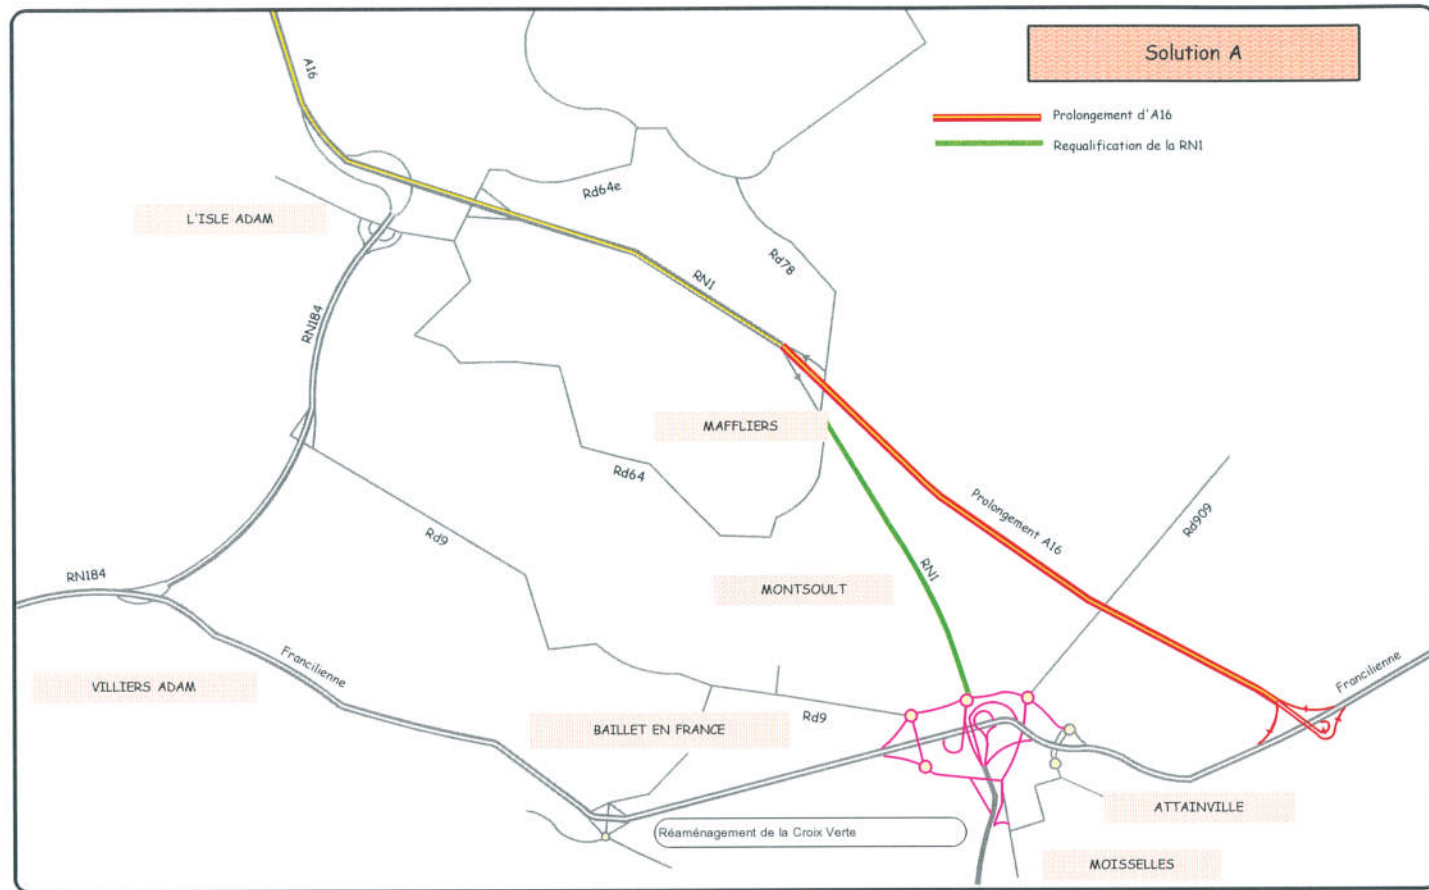 Solution A
A16
Prolongement d'A16
Requalification de la RN1
Rd64e
L'ISLE ADAM
Rd78
RN1
RN184
MAFFLIERS
Rd64
Prolongement A16
Rd909
Rd9
RN1
RN184
MONTSOULT
Francilienne
Francilienne
VILLIERS ADAM
Rd9
BAILLET EN FRANCE
ATTAINVILLE
Réaménagement de la Croix Verte
MOISSELLES